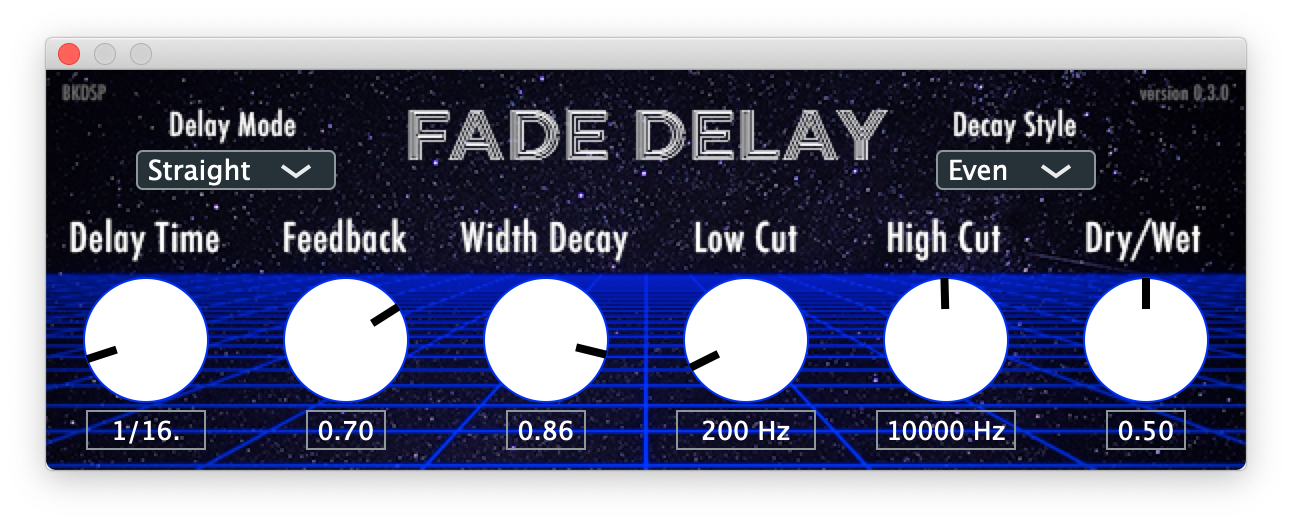 BKDSP
version 0.3.0
FADE DELAY
Delay Mode
Decay Style
Straight
Even
Delay Time
Feedback
Width Decay
Low Cut
High Cut
Dry/Wet
1/16.
0.70
0.86
200 Hz
10000 Hz
0.50